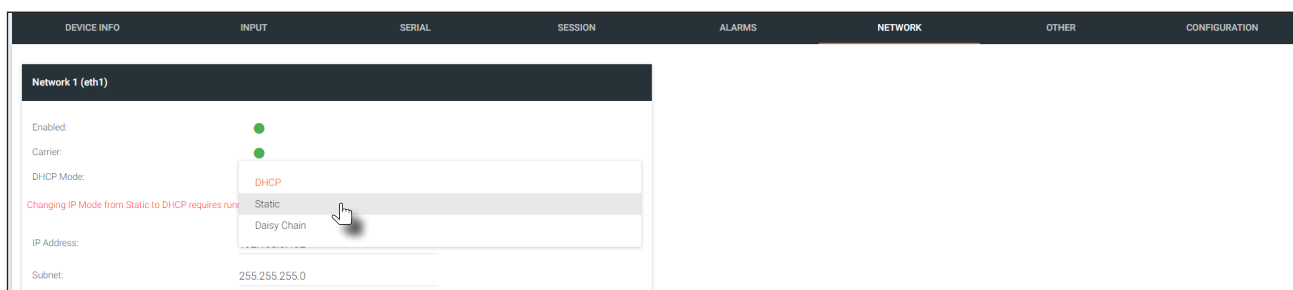 DEVICE INFO INPUT SERIAL SESSION ALARMS NETWORK OTHER CONFIGURATION
Network 1 (eth1)
Enabled:
Carrier:
DHCP Mode:
DHCP
Changing IP Mode from Static to DHCP requires
Static
Daisy Chain
IP Address:
Subnet: 255.255.255.0